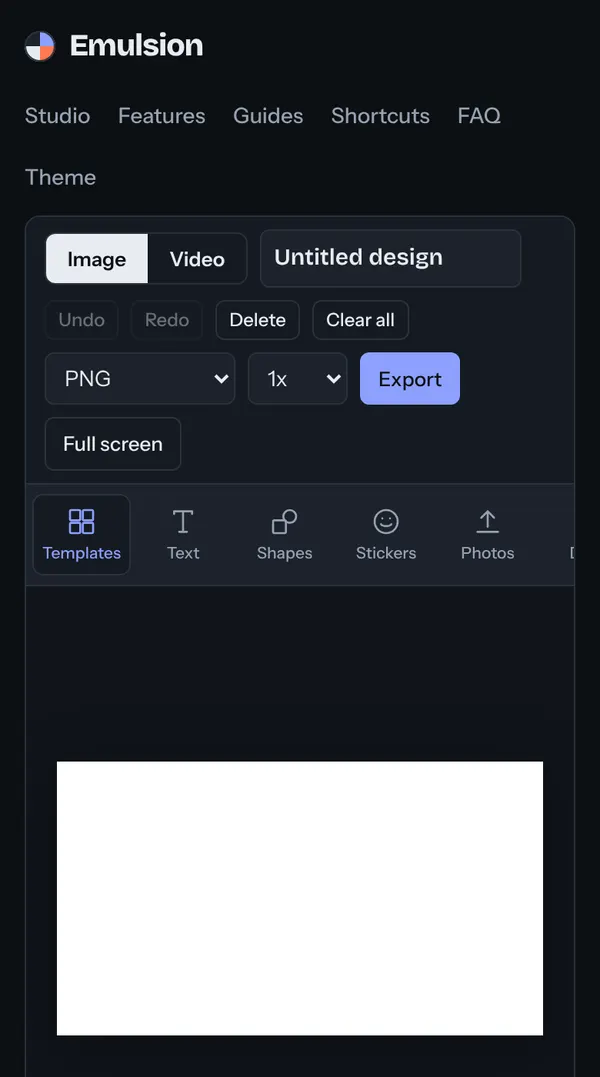 Emulsion
Studio Features Guides Shortcuts FAQ
Theme
Image Video Untitled design
Undo Redo Delete Clear all
PNG 1x Export
Full screen
Templates Text Shapes Stickers Photos